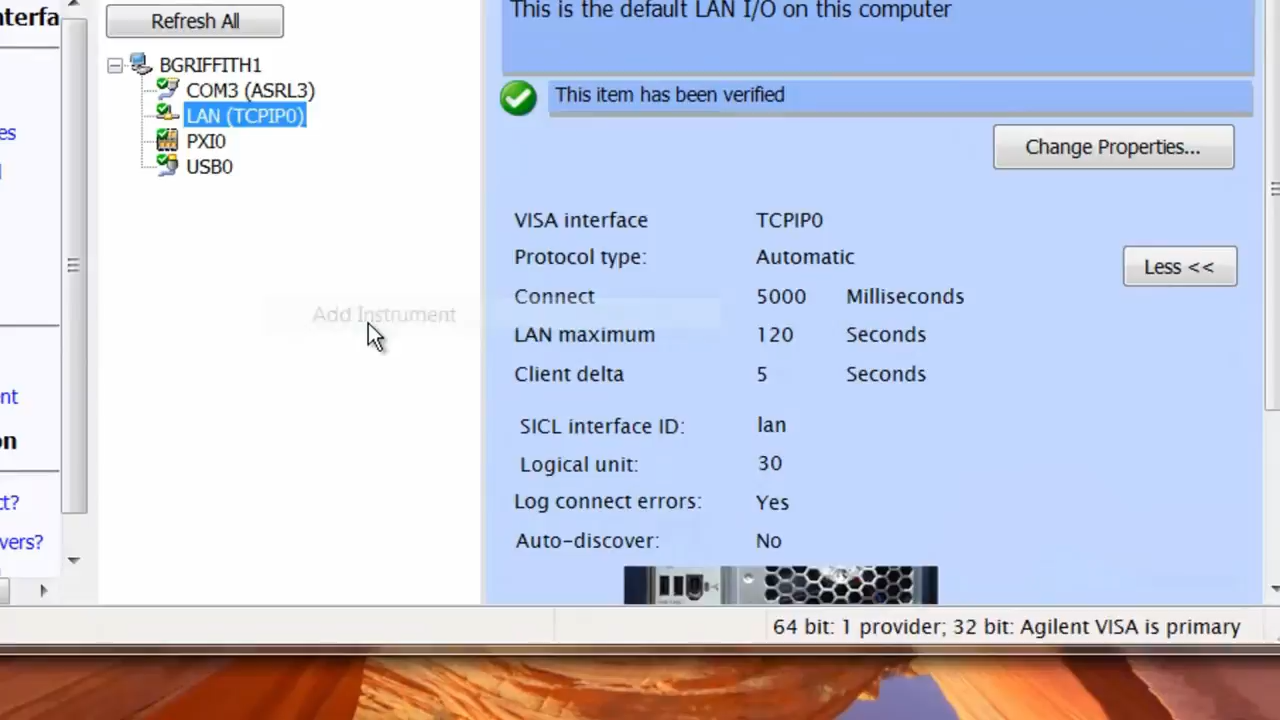 nterfa
es
ent
on
ct?
vers?
Refresh All
BGRIFFITH1
COM3 (ASRL3)
LAN (TCPIP0)
PXI0
USB0
Add Instrument
This is the default LAN I/O on this computer
This item has been verified
Change Properties...
VISA interface TCPIP0
Protocol type: Automatic
Less <<
Connect 5000 Milliseconds
LAN maximum 120 Seconds
Client delta 5 Seconds
SICL interface ID: lan
Logical unit: 30
Log connect errors: Yes
Auto-discover: No
64 bit: 1 provider; 32 bit: Agilent VISA is primary